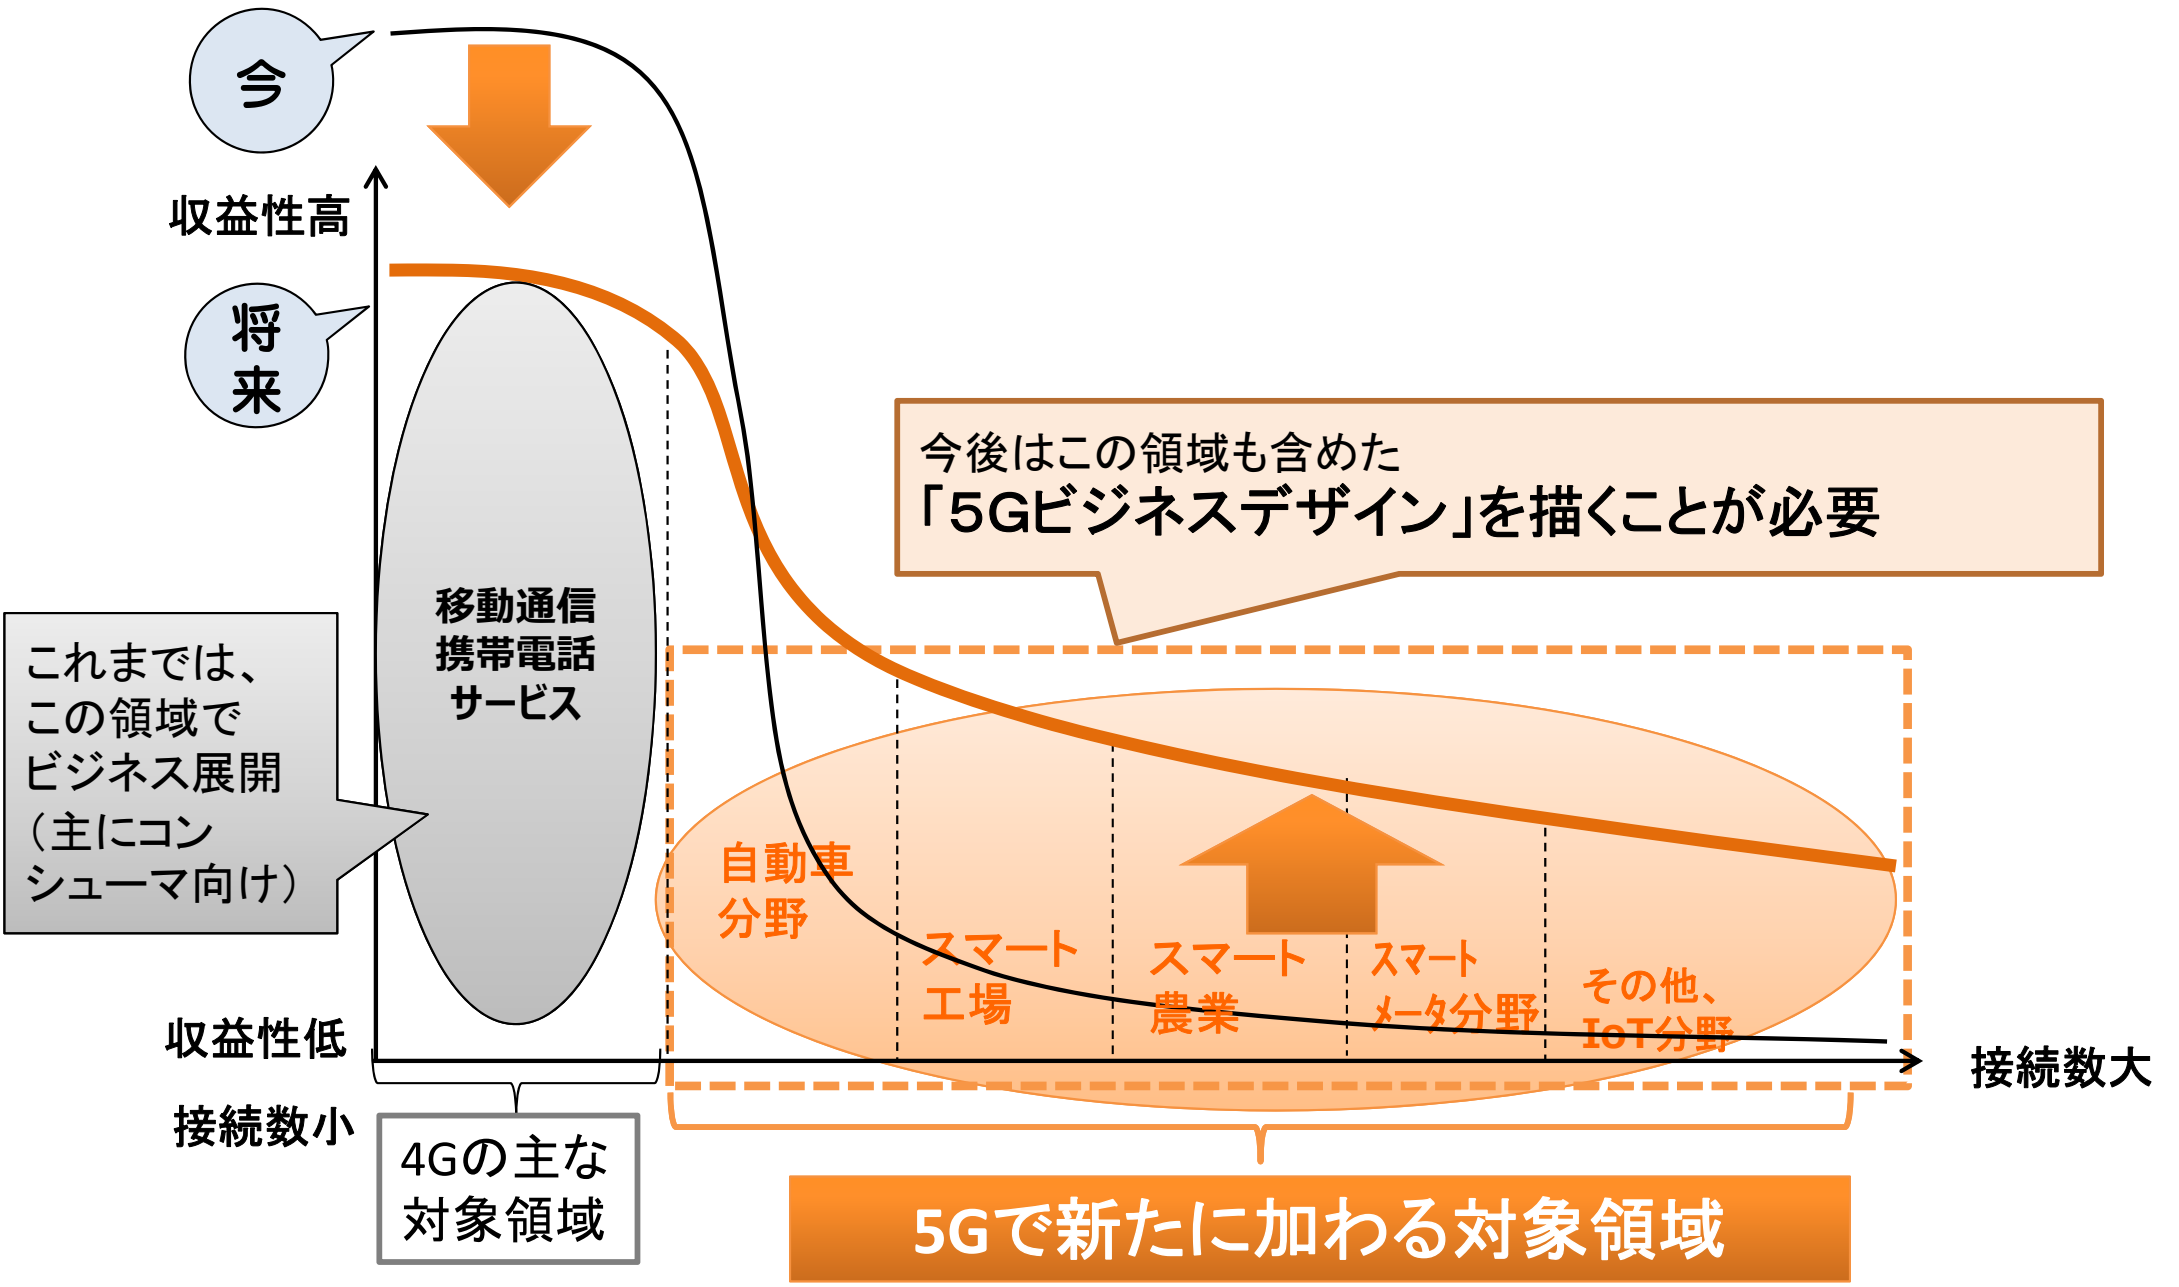 今
収益性高
将
来
今後はこの領域も含めた
「５Gビジネスデザイン」を描くことが必要
移動通信
携帯電話
サービス
これまでは、
この領域で
ビジネス展開
（主にコン
シューマ向け）
自動車
分野
スマート
工場
スマート
農業
ｽﾏｰﾄ
ﾒｰﾀ分野
その他、
IoT分野
収益性低
接続数大
接続数小
4Gの主な
対象領域
5Gで新たに加わる対象領域